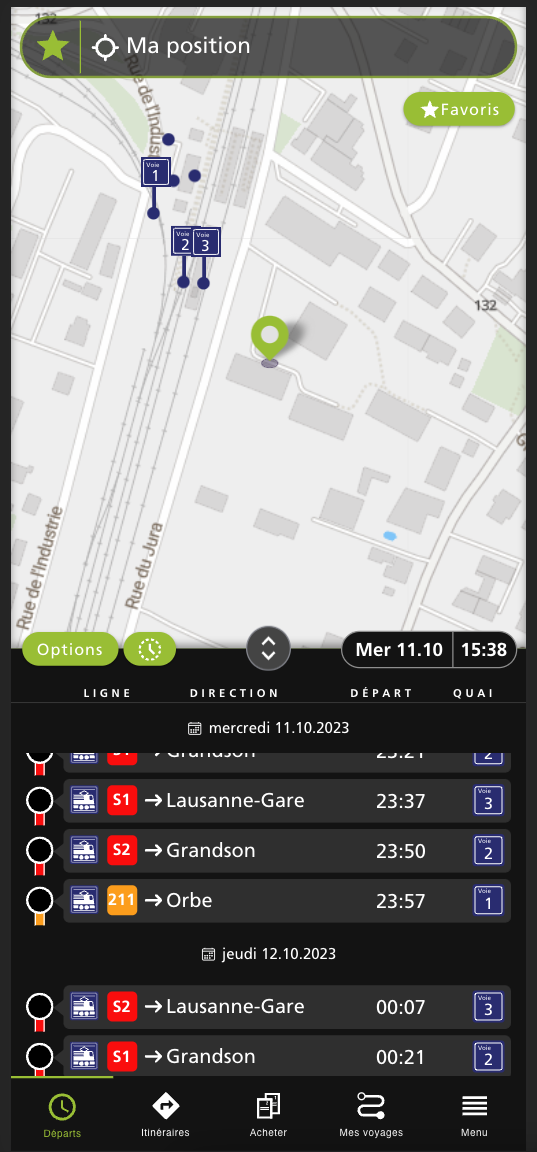 132
Ma position
Favoris
Rue de l'Indus
Voie 1
Voie 2
Voie 3
132
Rue de l'Industrie
Rue du Jura
Options
Mer 11.10 15:38
LIGNE DIRECTION DÉPART QUAI
mercredi 11.10.2023
S1 → Grandson 23:21 2
S1 → Lausanne-Gare 23:37 Voie 3
S2 → Grandson 23:50 Voie 2
211 → Orbe 23:57 Voie 1
jeudi 12.10.2023
S2 → Lausanne-Gare 00:07 Voie 3
S1 → Grandson 00:21 Voie 2
Départs Itinéraires Acheter Mes voyages Menu